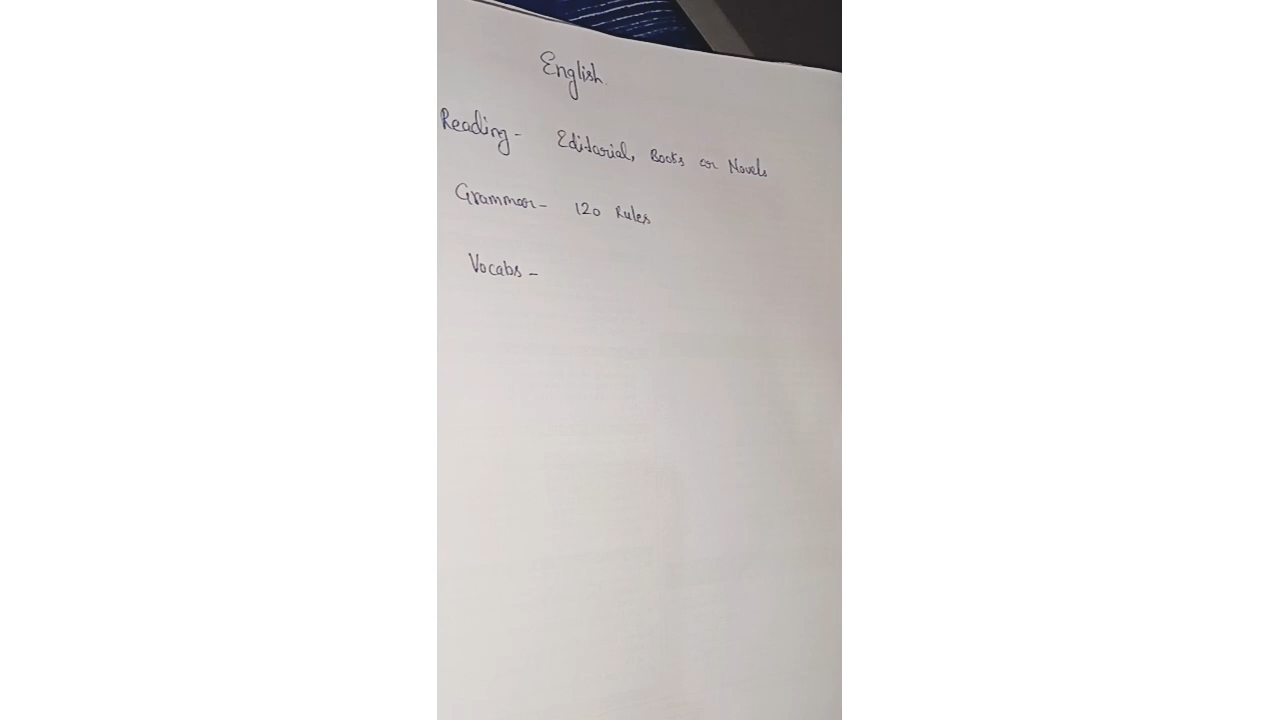 English.
Reading - Editorial, Books or Novels
Grammar - 120 Rules
Vocabs -